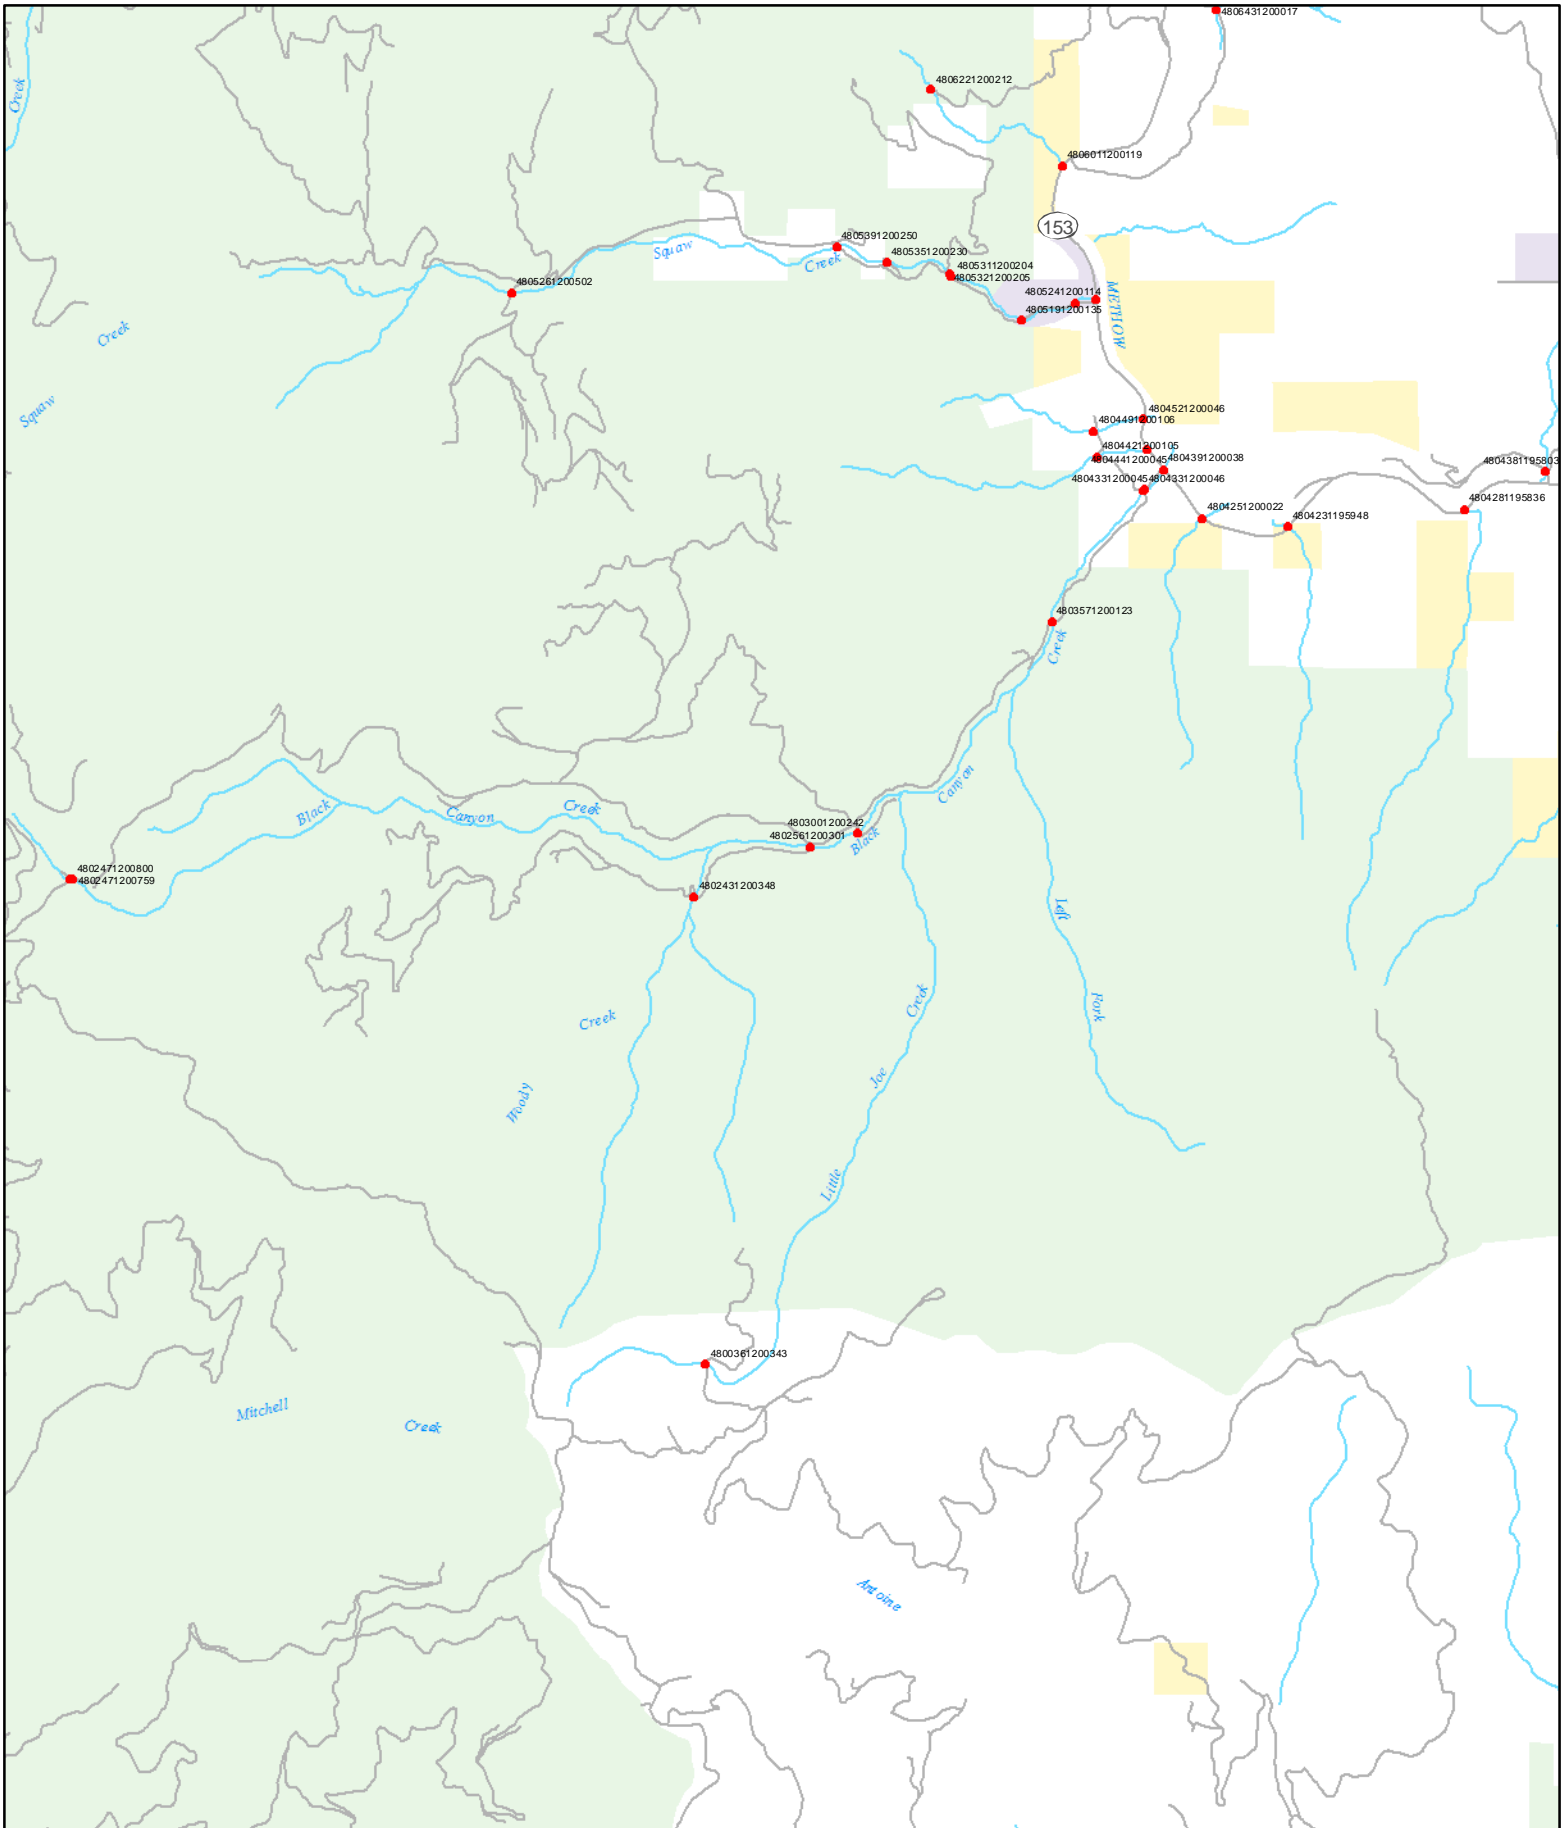 4806431200017
Creek
4806221200212
4806011200119
153
4805391200250
Squaw
Creek
4805351200230
4805311200204
4805321200205
4805261200502
4805241200114
4805191200135
METHOW
Creek
Squaw
4804521200046
4804491200106
4804421200105
4804441200045
4804391200038
4804331200045
4804331200046
4804381195803
4804281195836
4804251200022
4804231195948
4803571200123
Creek
Canyon
Black
Canyon
Creek
4803001200242
4802561200301
Black
4802471200800
4802471200759
4802431200348
Left
Fork
Creek
Creek
Joe
Woody
Little
4800361200343
Mitchell
Creek
Antoine